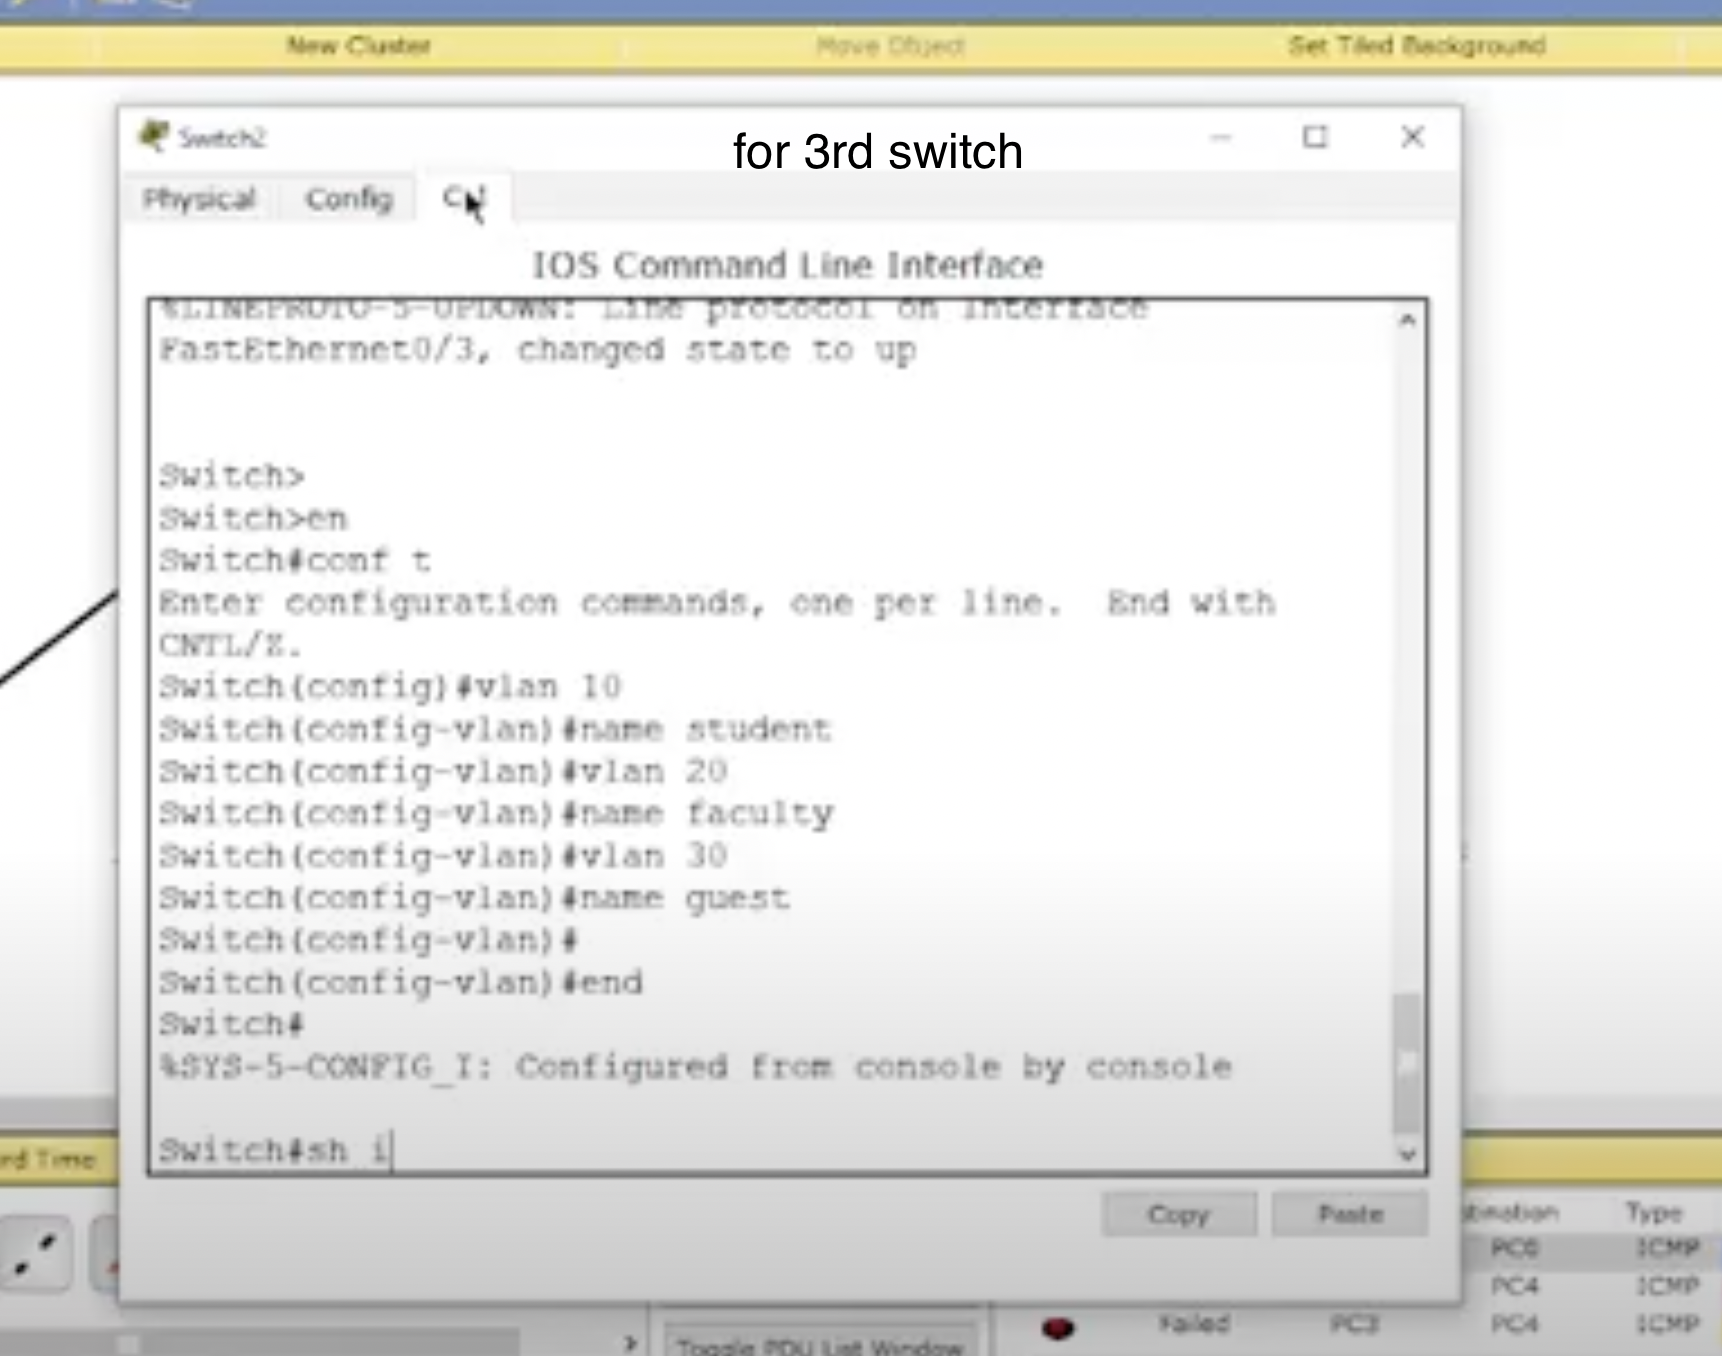 New Cluster
Move Object
Set Tiled Background
Switch2
for 3rd switch
Physical
Config
IOS Command Line Interface
%LINEPROTO-5-UPDOWN: Line protocol on Interface
FastEthernet0/3, changed state to up
Switch>
Switch>en
Switch#conf t
Enter configuration commands, one per line. End with
CNTL/Z.
Switch(config)#vlan 10
Switch(config-vlan)#name student
Switch(config-vlan)#vlan 20
Switch(config-vlan)#name faculty
Switch(config-vlan)#vlan 30
Switch(config-vlan)#name guest
Switch(config-vlan)#
Switch(config-vlan)#end
Switch#
%SYS-5-CONFIG_I: Configured from console by console
Switch#sh i
Copy
Paste
rd Time
tination
Type
PC0
ICMP
PC4
ICMP
Failed
PC3
PC4
ICMP
Toggle PDU List Window